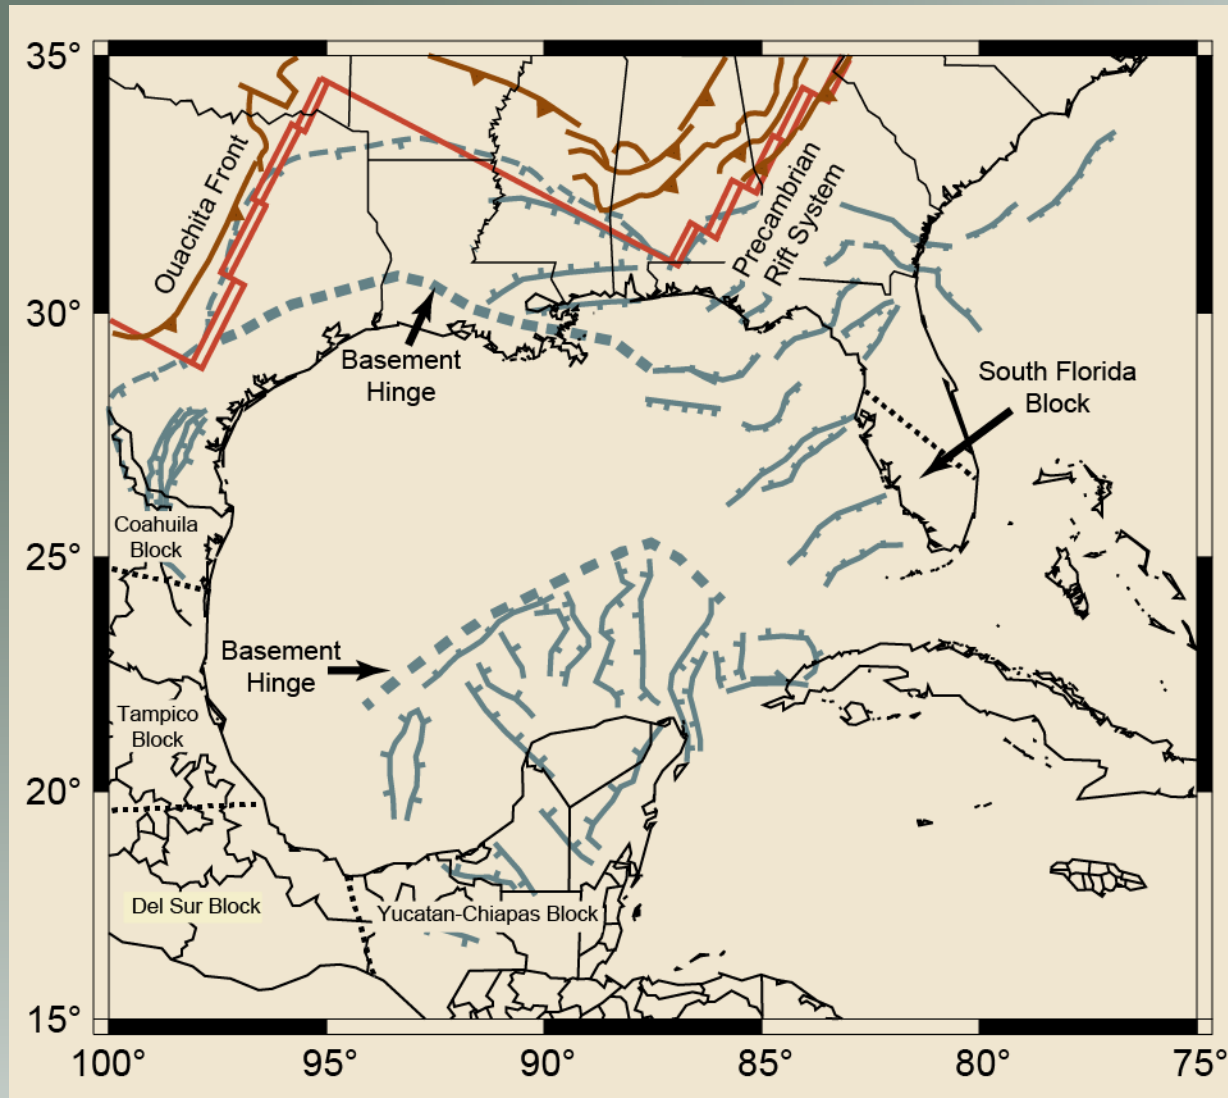 35°
Ouachita Front
Precambrian
Rift System
30°
Basement
Hinge
South Florida
Block
Coahuila
Block
25°
Basement
Hinge
Tampico
Block
20°
Del Sur Block
Yucatan-Chiapas Block
15°
100°
95°
90°
85°
80°
75°